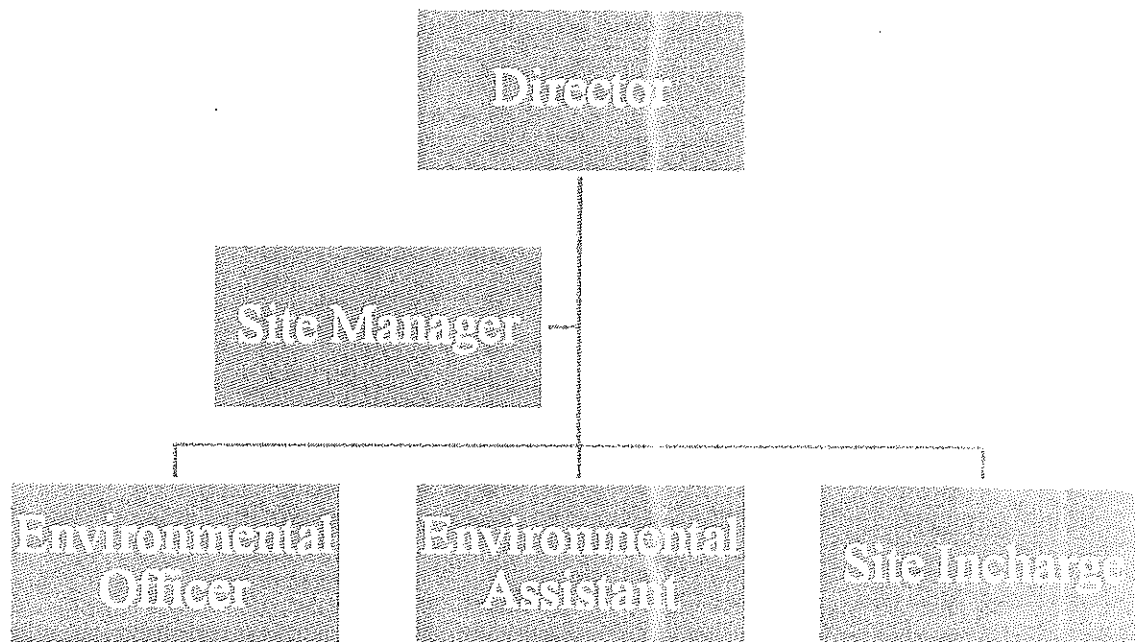 Director
Site Manager
Environmental
Officer
Environmental
Assistant
Site Incharge